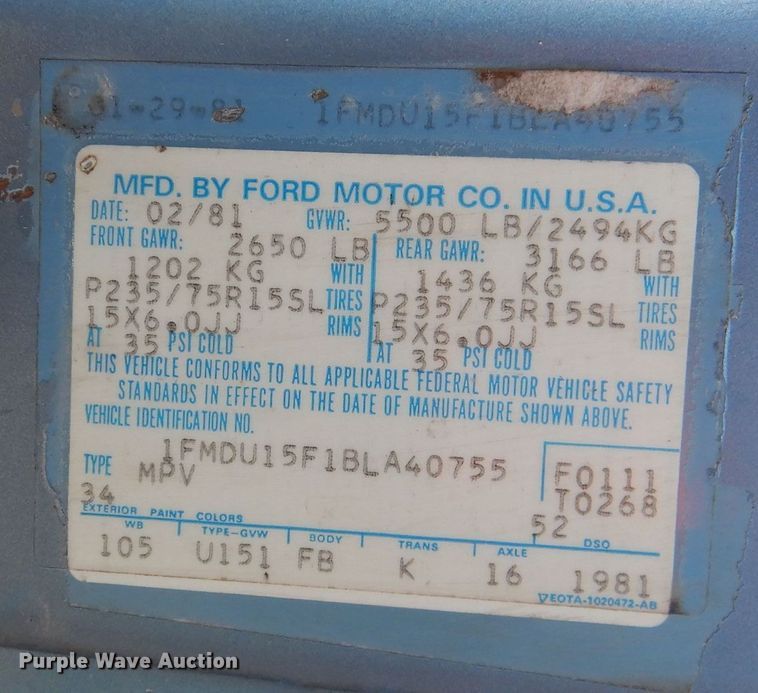 01-29-81 1FMDU15F1BLA40755
MFD. BY FORD MOTOR CO. IN U.S.A.
DATE: 02/81 GVWR: 5500 LB/2494KG
FRONT GAWR: 2650 LB REAR GAWR: 3166 LB
1202 KG WITH 1436 KG WITH
P235/75R15SL TIRES P235/75R15SL TIRES
15X6.0JJ RIMS 15X6.0JJ RIMS
AT 35 PSI COLD AT 35 PSI COLD
THIS VEHICLE CONFORMS TO ALL APPLICABLE FEDERAL MOTOR VEHICLE SAFETY
STANDARDS IN EFFECT ON THE DATE OF MANUFACTURE SHOWN ABOVE.
VEHICLE IDENTIFICATION NO.
1FMDU15F1BLA40755
TYPE MPV F0111
34 T0268
EXTERIOR PAINT COLORS 52 DSO
WB TYPE-GVW BODY TRANS AXLE
105 U151 FB K 16 1981
EOTA-1020472-AB
Purple Wave Auction